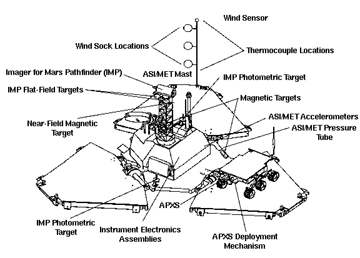 Wind Sensor
Wind Sock Locations
Thermocouple Locations
Imager for Mars Pathfinder (IMP)
ASI/MET Mast
IMP Photometric Target
IMP Flat-Field Targets
Magnetic Targets
Near-Field Magnetic
Target
ASI/MET Accelerometers
ASI/MET Pressure
Tube
IMP Photometric
Target
APXS
Instrument Electronics
Assemblies
APXS Deployment
Mechanism